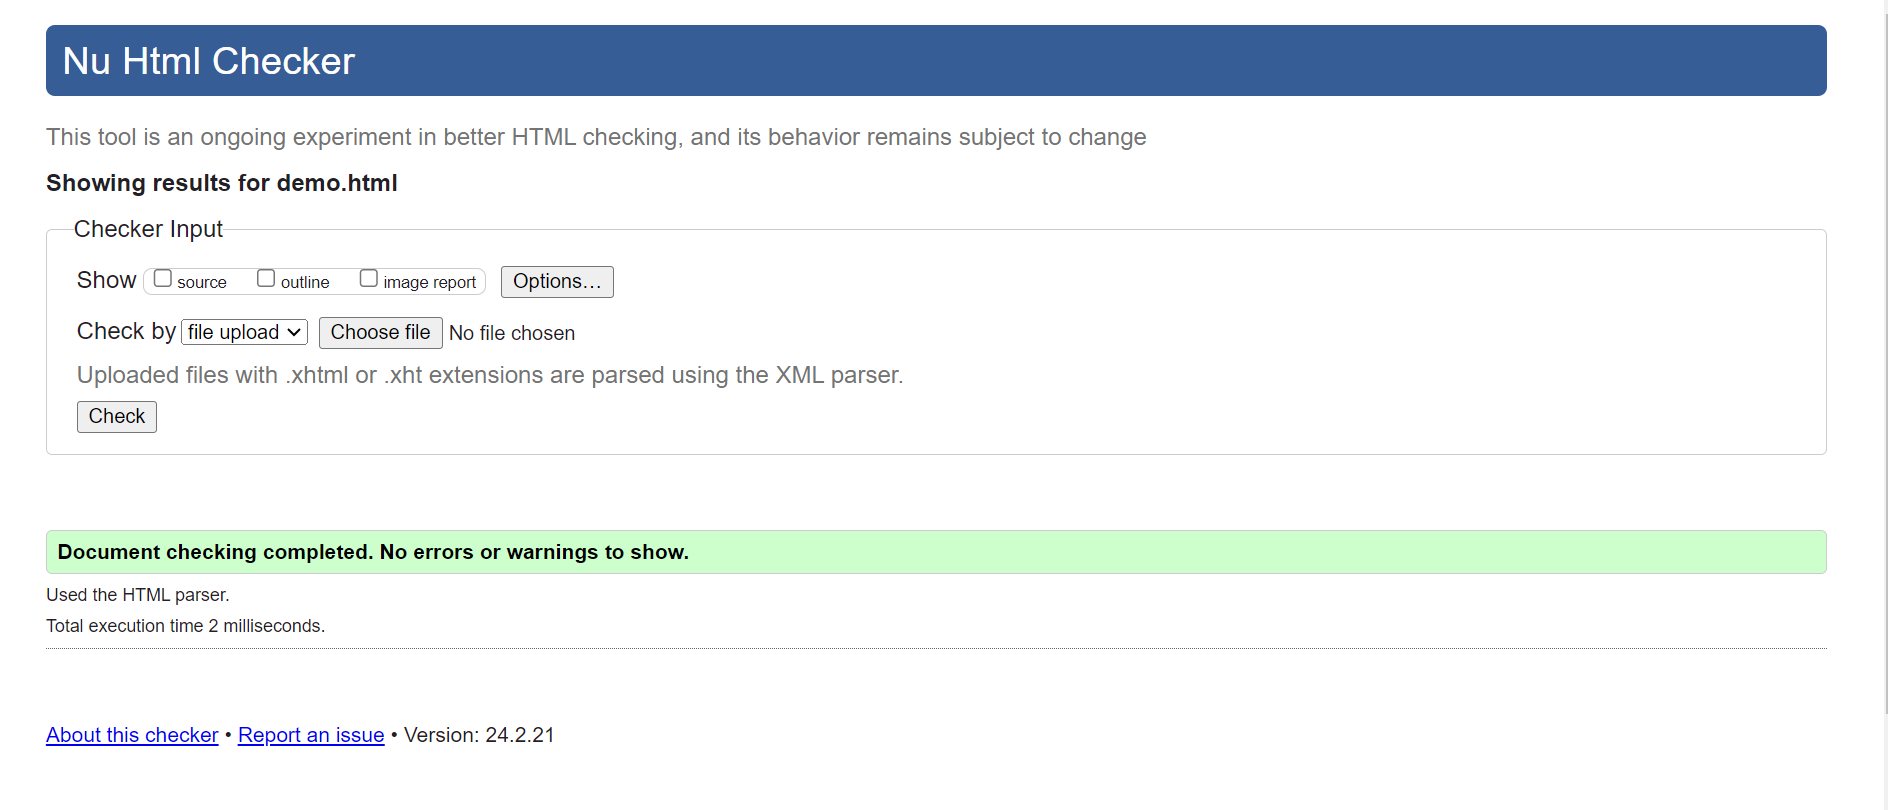 Nu Html Checker
This tool is an ongoing experiment in better HTML checking, and its behavior remains subject to change
Showing results for demo.html
Checker Input
Show source outline image report Options…
Check by file upload Choose file No file chosen
Uploaded files with .xhtml or .xht extensions are parsed using the XML parser.
Check
Document checking completed. No errors or warnings to show.
Used the HTML parser.
Total execution time 2 milliseconds.
About this checker • Report an issue • Version: 24.2.21